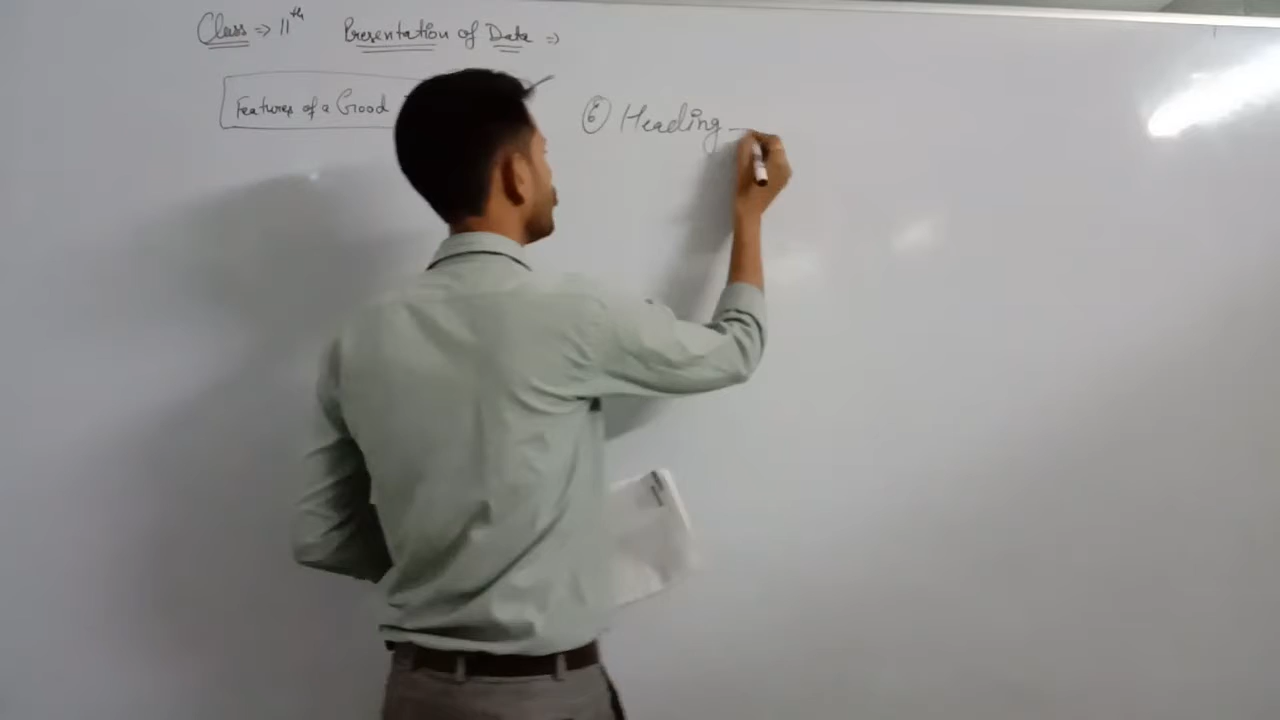 Class => 11th Presentation of Data =>
Features of a Good
⑥ Heading -